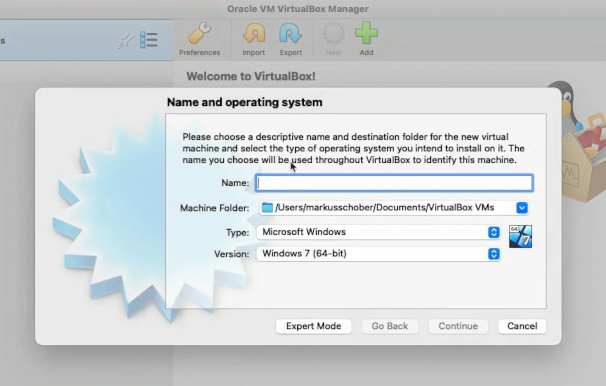 Oracle VM VirtualBox Manager
s
Preferences
Import
Export
New
Add
Welcome to VirtualBox!
Name and operating system
Please choose a descriptive name and destination folder for the new virtual
machine and select the type of operating system you intend to install on it. The
name you choose will be used throughout VirtualBox to identify this machine.
Name:
Machine Folder: /Users/markusschober/Documents/VirtualBox VMs
Type: Microsoft Windows
64
7
Version: Windows 7 (64-bit)
Expert Mode
Go Back
Continue
Cancel